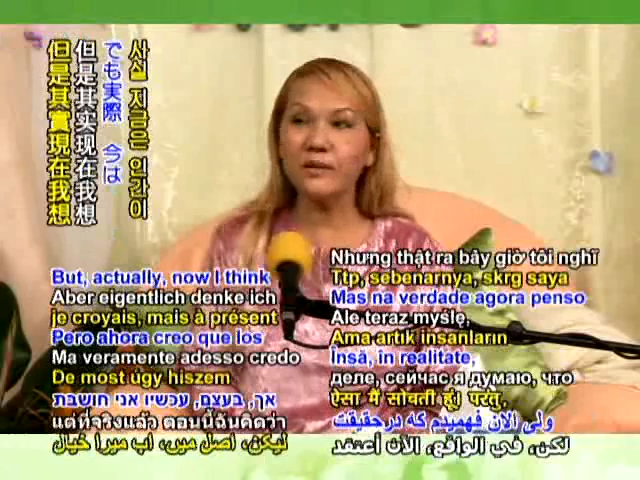 但是其實現在我想
但是其实现在我想
でも実際 今は
사실 지금은 인간이
But, actually, now I think
Aber eigentlich denke ich
je croyais, mais à présent
Pero ahora creo que los
Ma veramente adesso credo
De most úgy hiszem
אך, בעצם, עכשיו אני חושבת
แต่ที่จริงแล้ว ตอนนี้ฉันคิดว่า
لیکن، اصل میں، اب میرا خیال
Nhưng thật ra bây giờ tôi nghĩ
Ttp, sebenarnya, skrg saya
Mas na verdade agora penso
Ale teraz myślę,
Ama artık insanların
Însă, în realitate,
деле, сейчас я думаю, что
ऐसा मैं सोचती हूं। परंतु,
ولی الان فهمیدم که درحقیقت
لكن، في الواقع، الآن أعتقد